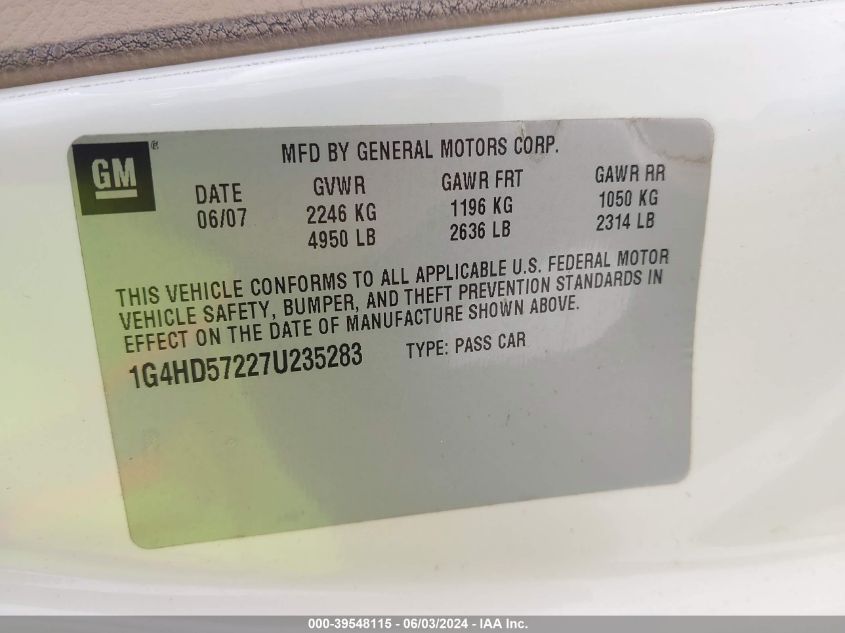 GM®
MFD BY GENERAL MOTORS CORP.
DATE GVWR GAWR FRT GAWR RR
06/07 2246 KG 1196 KG 1050 KG
4950 LB 2636 LB 2314 LB
THIS VEHICLE CONFORMS TO ALL APPLICABLE U.S. FEDERAL MOTOR
VEHICLE SAFETY, BUMPER, AND THEFT PREVENTION STANDARDS IN
EFFECT ON THE DATE OF MANUFACTURE SHOWN ABOVE.
1G4HD57227U235283 TYPE: PASS CAR
000-39548115 - 06/03/2024 - IAA Inc.